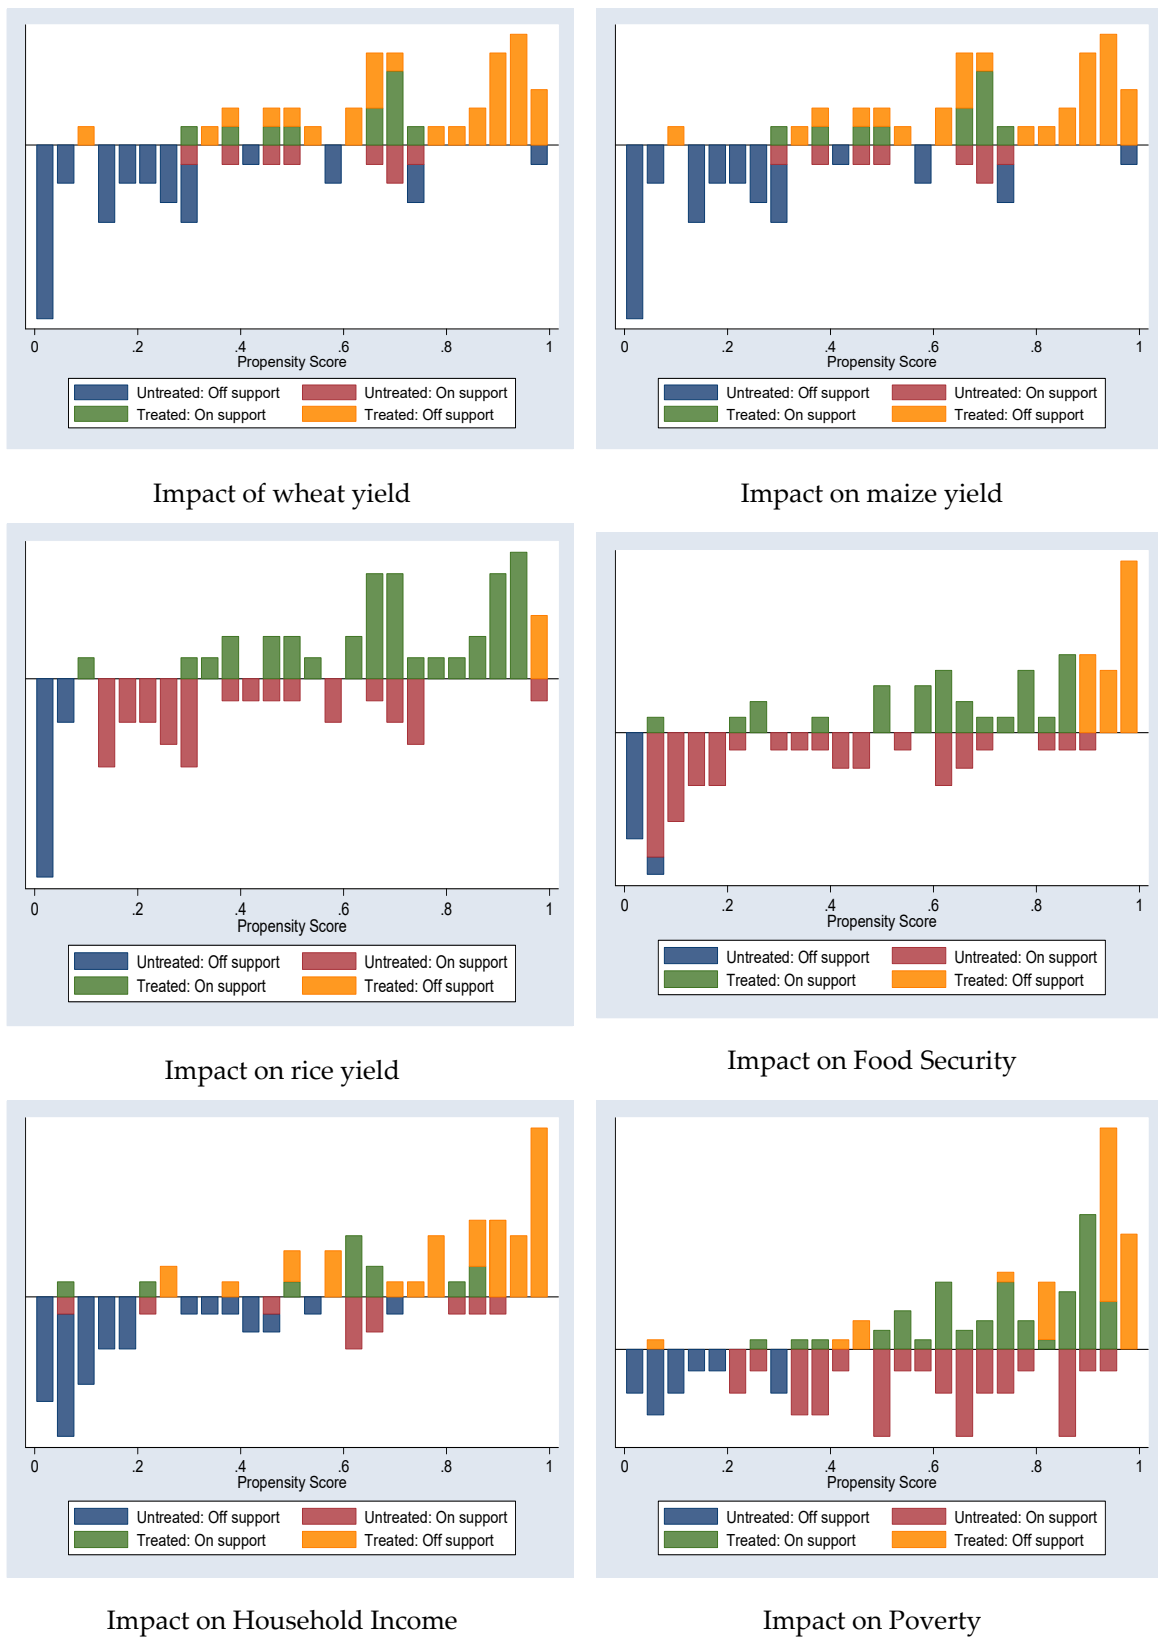 0 .2 .4 .6 .8 1
Propensity Score
Untreated: Off support Untreated: On support
Treated: On support Treated: Off support
Impact of wheat yield
0 .2 .4 .6 .8 1
Propensity Score
Untreated: Off support Untreated: On support
Treated: On support Treated: Off support
Impact on maize yield
0 .2 .4 .6 .8 1
Propensity Score
Untreated: Off support Untreated: On support
Treated: On support Treated: Off support
Impact on rice yield
0 .2 .4 .6 .8 1
Propensity Score
Untreated: Off support Untreated: On support
Treated: On support Treated: Off support
Impact on Food Security
0 .2 .4 .6 .8 1
Propensity Score
Untreated: Off support Untreated: On support
Treated: On support Treated: Off support
Impact on Household Income
0 .2 .4 .6 .8 1
Propensity Score
Untreated: Off support Untreated: On support
Treated: On support Treated: Off support
Impact on Poverty